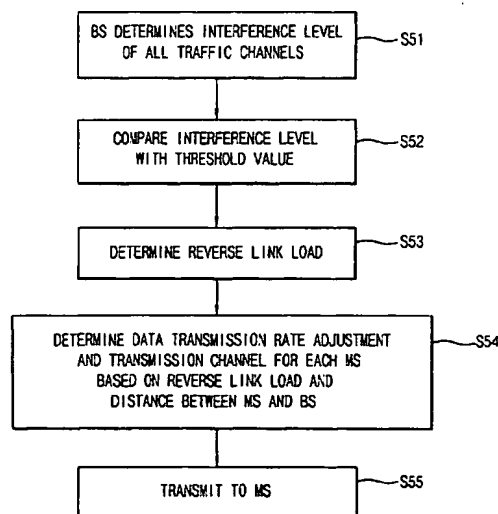 BS DETERMINES INTERFERENCE LEVEL
OF ALL TRAFFIC CHANNELS
S51
COMPARE INTERFERENCE LEVEL
WITH THRESHOLD VALUE
S52
DETERMINE REVERSE LINK LOAD
S53
DETERMINE DATA TRANSMISSION RATE ADJUSTMENT
AND TRANSMISSION CHANNEL FOR EACH MS
BASED ON REVERSE LINK LOAD AND
DISTANCE BETWEEN MS AND BS
S54
TRANSMIT TO MS
S55